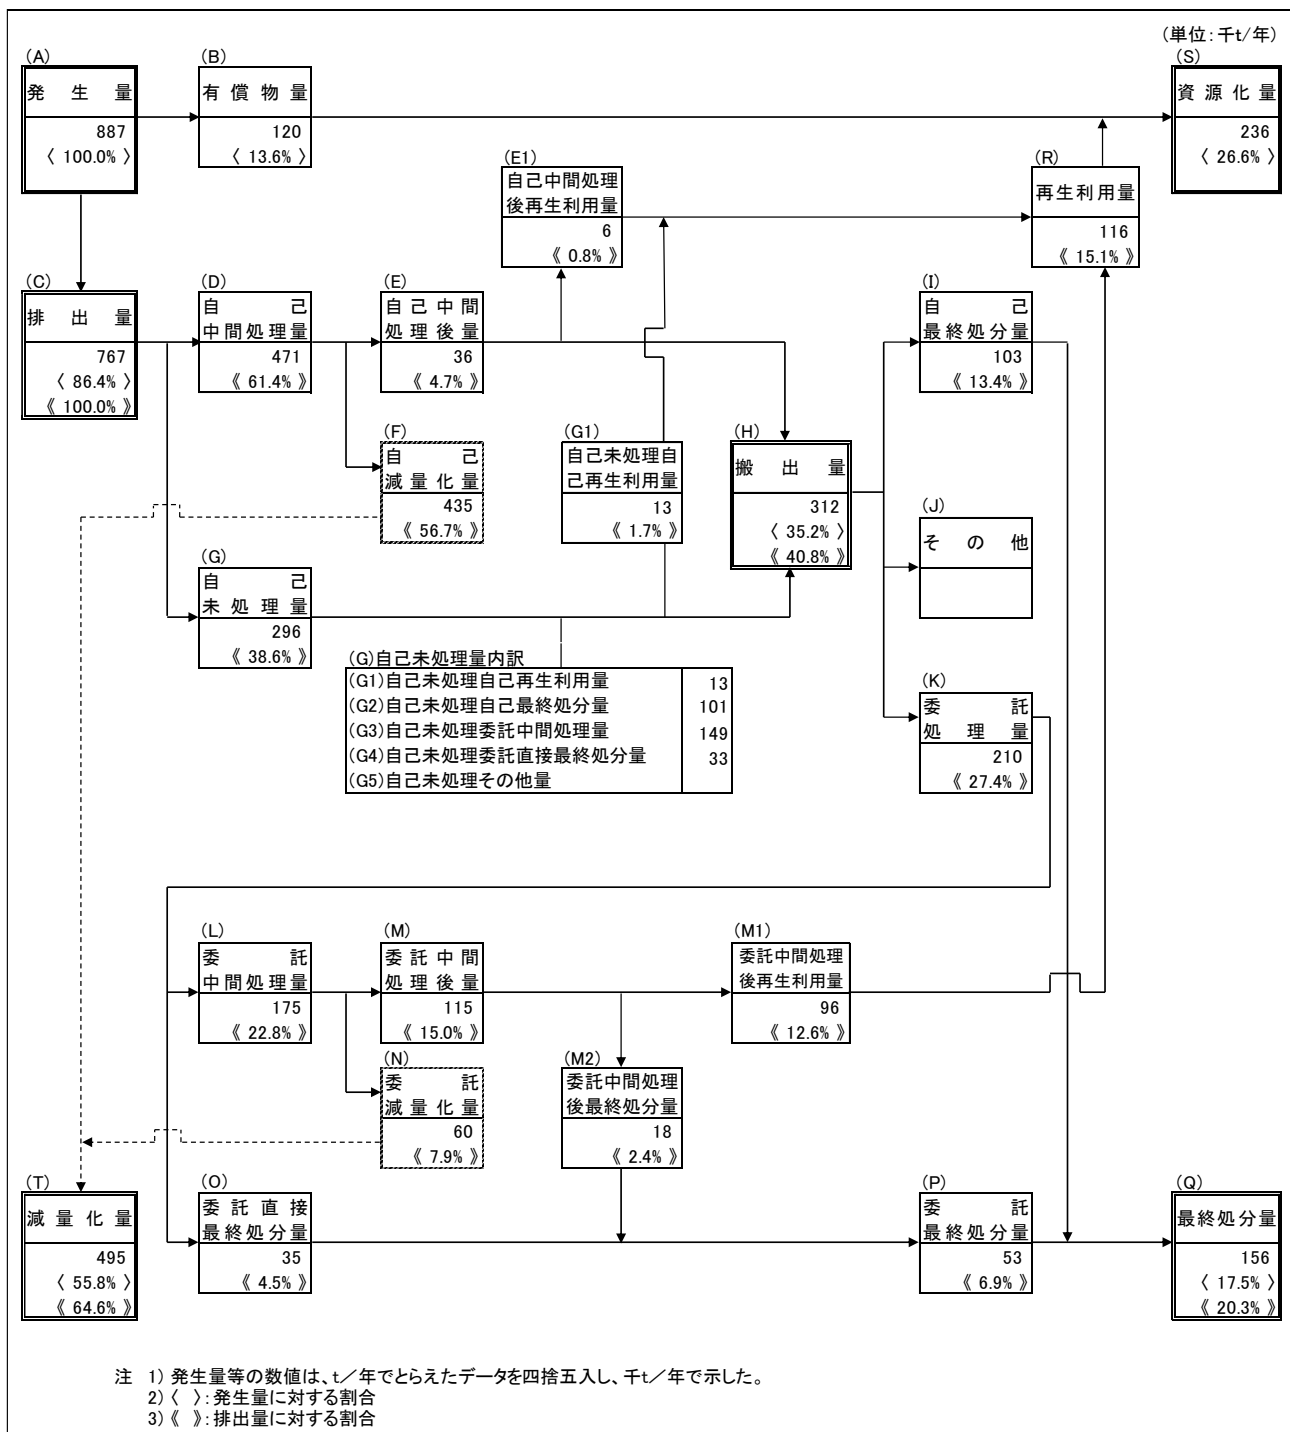 (単位:千t/年)
(A)
発生量
887
〈 100.0% 〉
(B)
有償物量
120
〈 13.6% 〉
(S)
資源化量
236
〈 26.6% 〉
(E1)
自己中間処理
後再生利用量
6
《 0.8% 》
(R)
再生利用量
116
《 15.1% 》
(C)
排出量
767
〈 86.4% 〉
《 100.0% 》
(D)
自己
中間処理量
471
《 61.4% 》
(E)
自己中間
処理後量
36
《 4.7% 》
(I)
自己
最終処分量
103
《 13.4% 》
(F)
自己
減量化量
435
《 56.7% 》
(G1)
自己未処理自
己再生利用量
13
《 1.7% 》
(H)
搬出量
312
〈 35.2% 〉
《 40.8% 》
(J)
その他
(G)
自己
未処理量
296
《 38.6% 》
(G)自己未処理量内訳
(G1)自己未処理自己再生利用量 13
(G2)自己未処理自己最終処分量 101
(G3)自己未処理委託中間処理量 149
(G4)自己未処理委託直接最終処分量 33
(G5)自己未処理その他量
(K)
委託
処理量
210
《 27.4% 》
(L)
委託
中間処理量
175
《 22.8% 》
(M)
委託中間
処理後量
115
《 15.0% 》
(M1)
委託中間処理
後再生利用量
96
《 12.6% 》
(N)
委託
減量化量
60
《 7.9% 》
(M2)
委託中間処理
後最終処分量
18
《 2.4% 》
(T)
減量化量
495
〈 55.8% 〉
《 64.6% 》
(O)
委託直接
最終処分量
35
《 4.5% 》
(P)
委託
最終処分量
53
《 6.9% 》
(Q)
最終処分量
156
〈 17.5% 〉
《 20.3% 》
注 1) 発生量等の数値は、t/年でとらえたデータを四捨五入し、千t/年で示した。
2)〈 〉:発生量に対する割合
3)《 》:排出量に対する割合